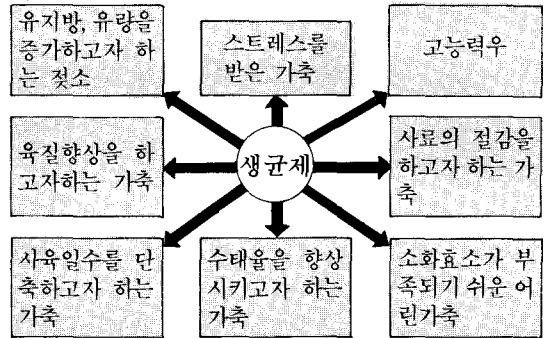 유지방, 유량을
증가하고자 하
는 젖소
스트레스를
받은 가축
고능력우
육질향상을 하
고자하는 가축
생균제
사료의 절감을
하고자 하는 가
축
사육일수를 단
축하고자 하는
가축
수태율을 향상
시키고자 하는
가축
소화효소가 부
족되기 쉬운 어
린가축